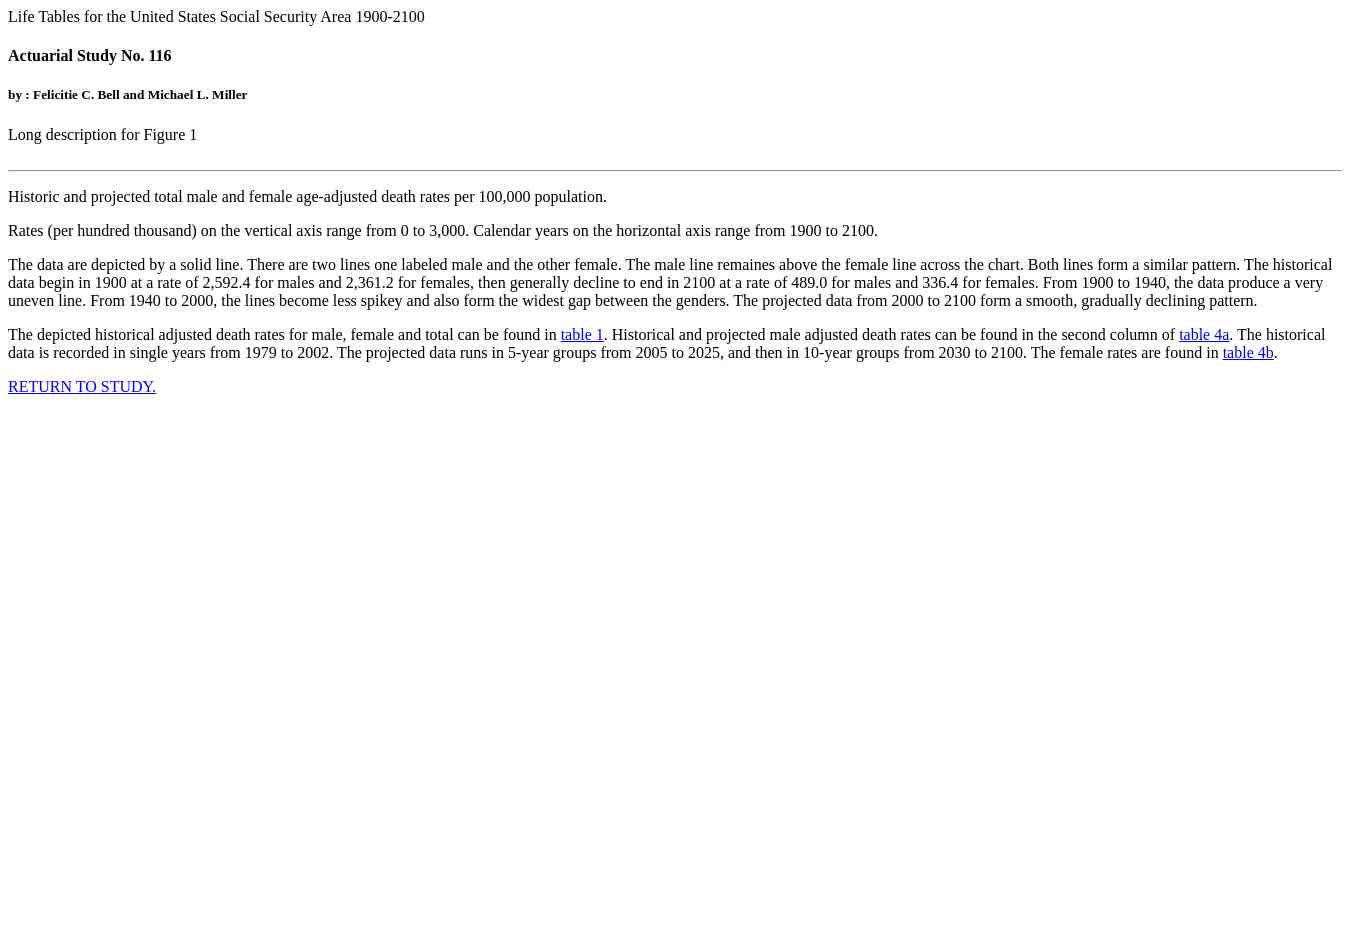 Life Tables for the United States Social Security Area 1900-2100
Actuarial Study No. 116
by : Felicitie C. Bell and Michael L. Miller
Long description for Figure 1
Historic and projected total male and female age-adjusted death rates per 100,000 population.
Rates (per hundred thousand) on the vertical axis range from 0 to 3,000. Calendar years on the horizontal axis range from 1900 to 2100.
The data are depicted by a solid line. There are two lines one labeled male and the other female. The male line remaines above the female line across the chart. Both lines form a similar pattern. The historical
data begin in 1900 at a rate of 2,592.4 for males and 2,361.2 for females, then generally decline to end in 2100 at a rate of 489.0 for males and 336.4 for females. From 1900 to 1940, the data produce a very
uneven line. From 1940 to 2000, the lines become less spikey and also form the widest gap between the genders. The projected data from 2000 to 2100 form a smooth, gradually declining pattern.
The depicted historical adjusted death rates for male, female and total can be found in table 1. Historical and projected male adjusted death rates can be found in the second column of table 4a. The historical
data is recorded in single years from 1979 to 2002. The projected data runs in 5-year groups from 2005 to 2025, and then in 10-year groups from 2030 to 2100. The female rates are found in table 4b.
RETURN TO STUDY.